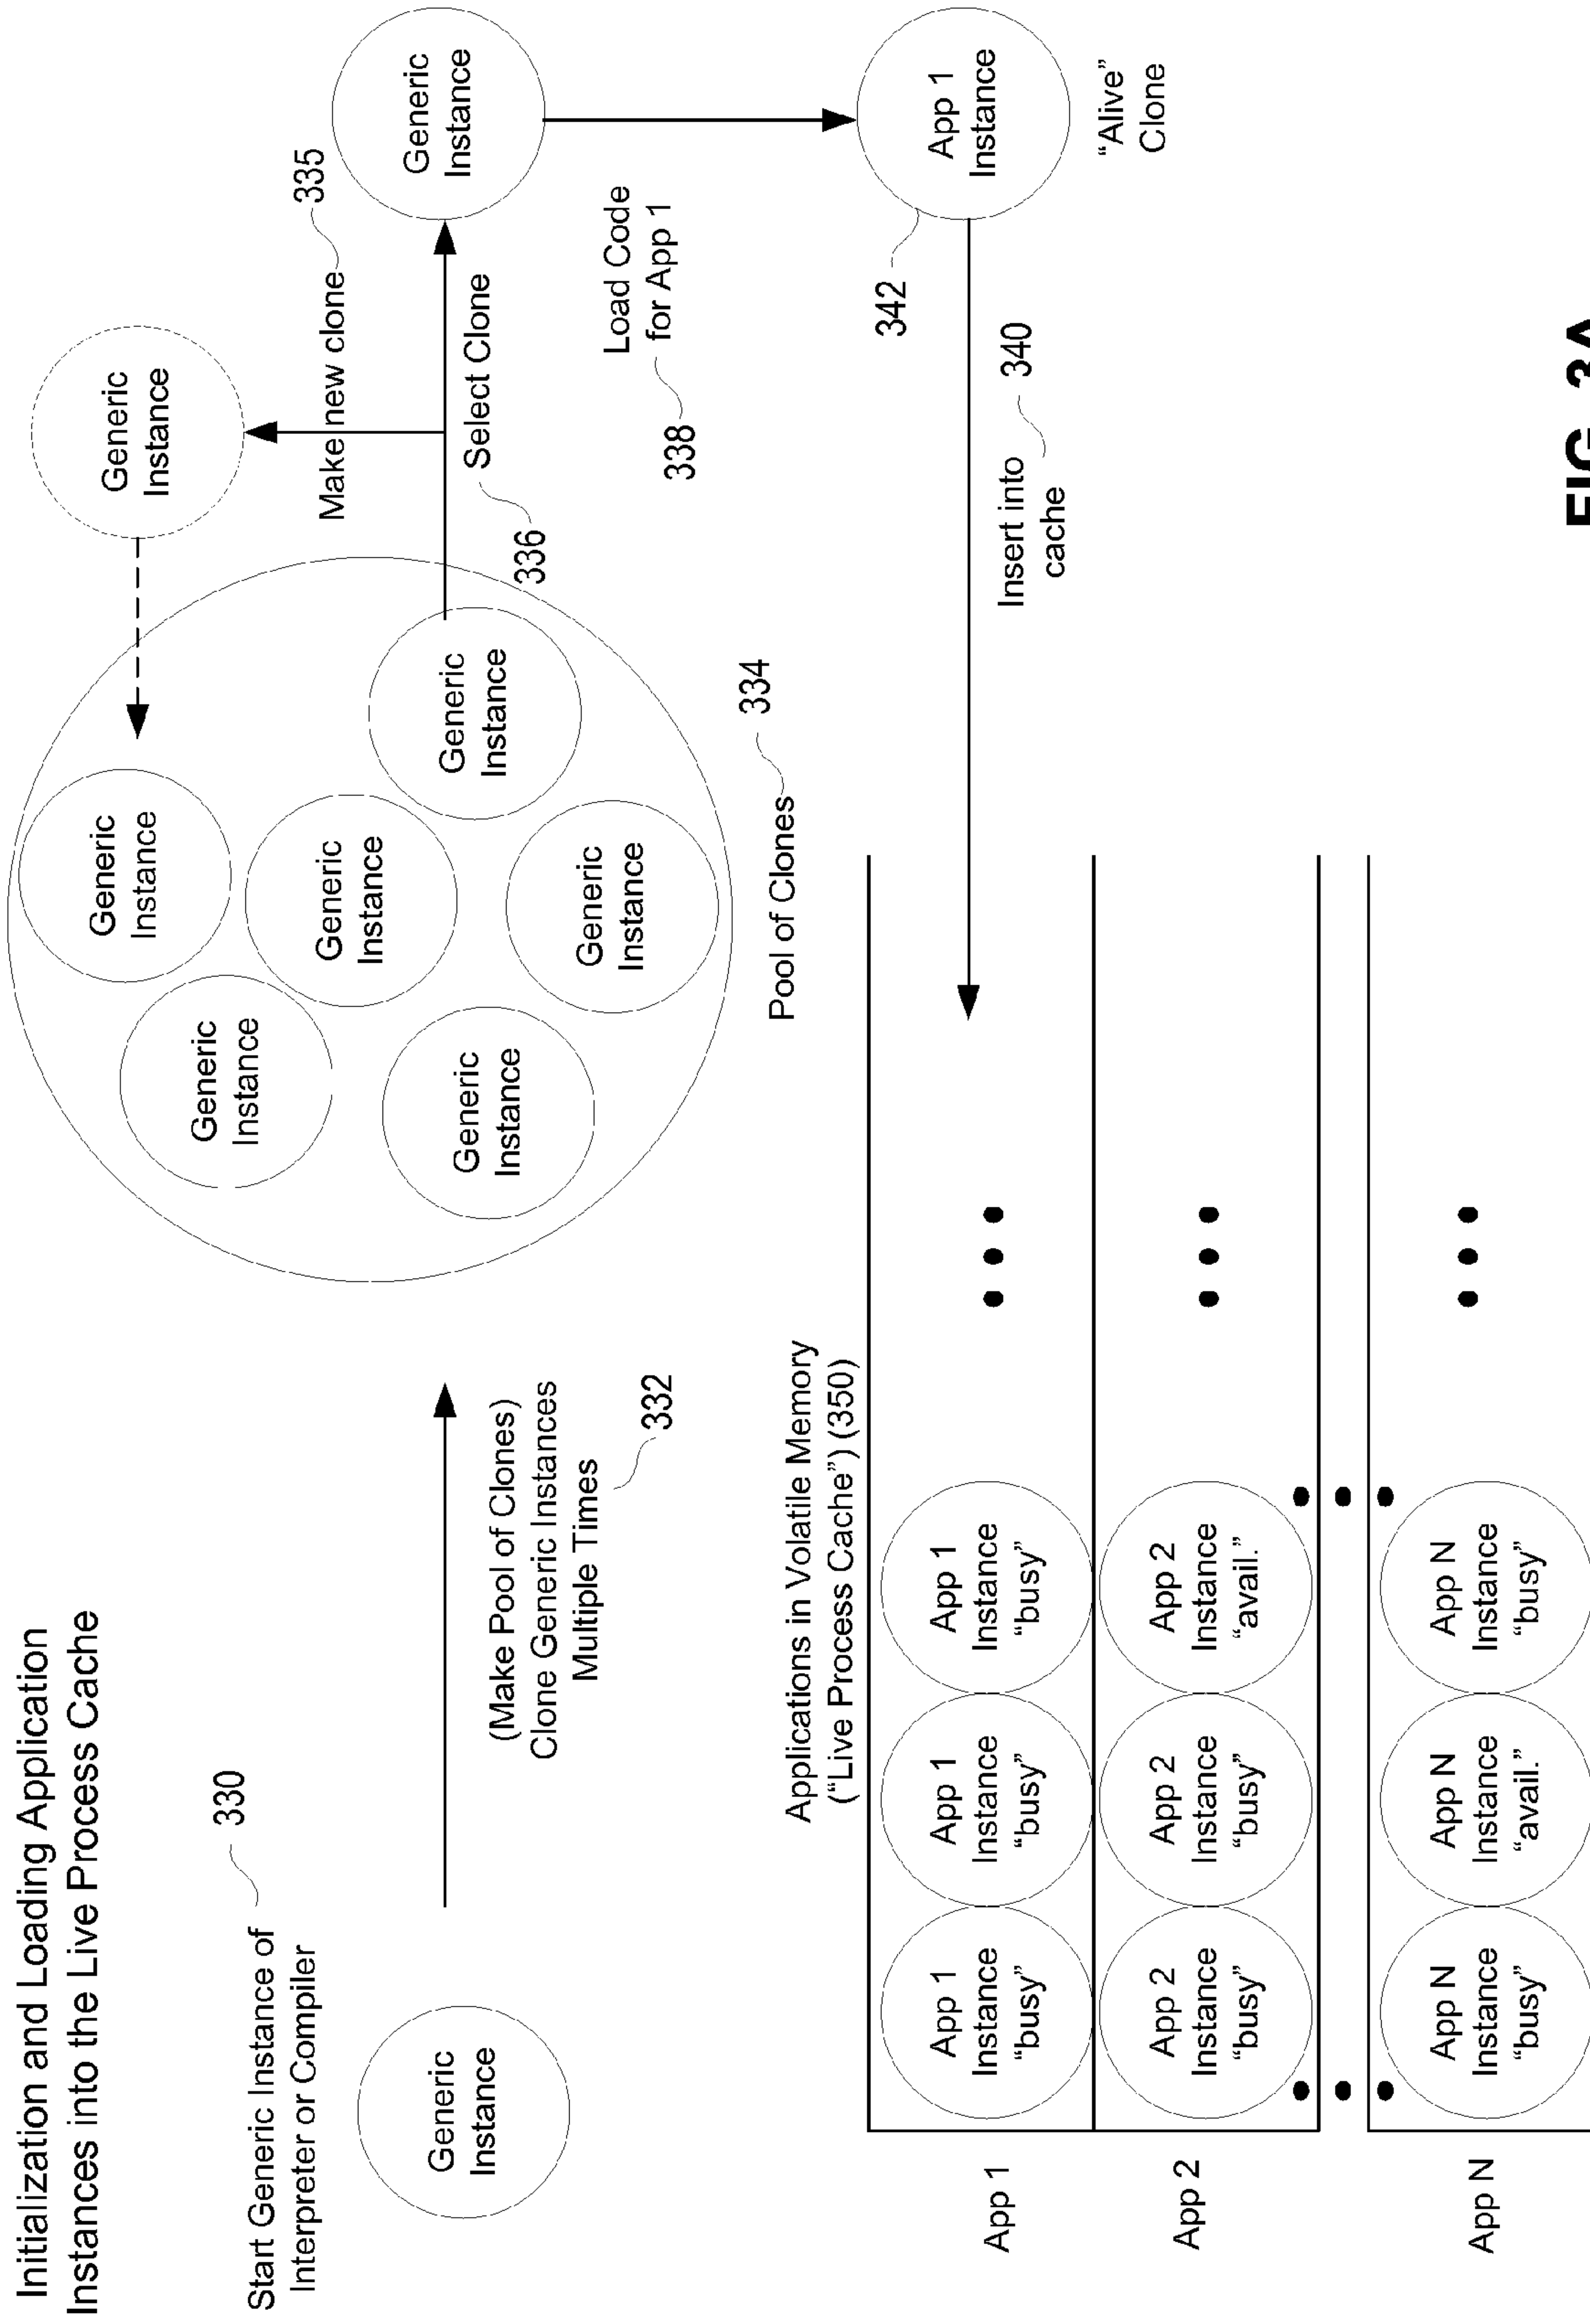 Initialization and Loading Application
Instances into the Live Process Cache
Start Generic Instance of
Interpreter or Compiler
330
Generic
Instance
(Make Pool of Clones)
Clone Generic Instances
Multiple Times
332
Generic
Instance
Generic
Instance
Generic
Instance
Generic
Instance
Generic
Instance
Generic
Instance
Pool of Clones
334
Generic
Instance
Make new clone
335
Select Clone
336
Generic
Instance
Load Code
for App 1
338
App 1
Instance
342
"Alive"
Clone
Insert into
cache
340
Applications in Volatile Memory
("Live Process Cache") (350)
App 1
App 1
Instance
"busy"
App 1
Instance
"busy"
App 1
Instance
"busy"
App 2
App 2
Instance
"busy"
App 2
Instance
"busy"
App 2
Instance
"avail."
App N
App N
Instance
"busy"
App N
Instance
"avail."
App N
Instance
"busy"
FIG. 3A